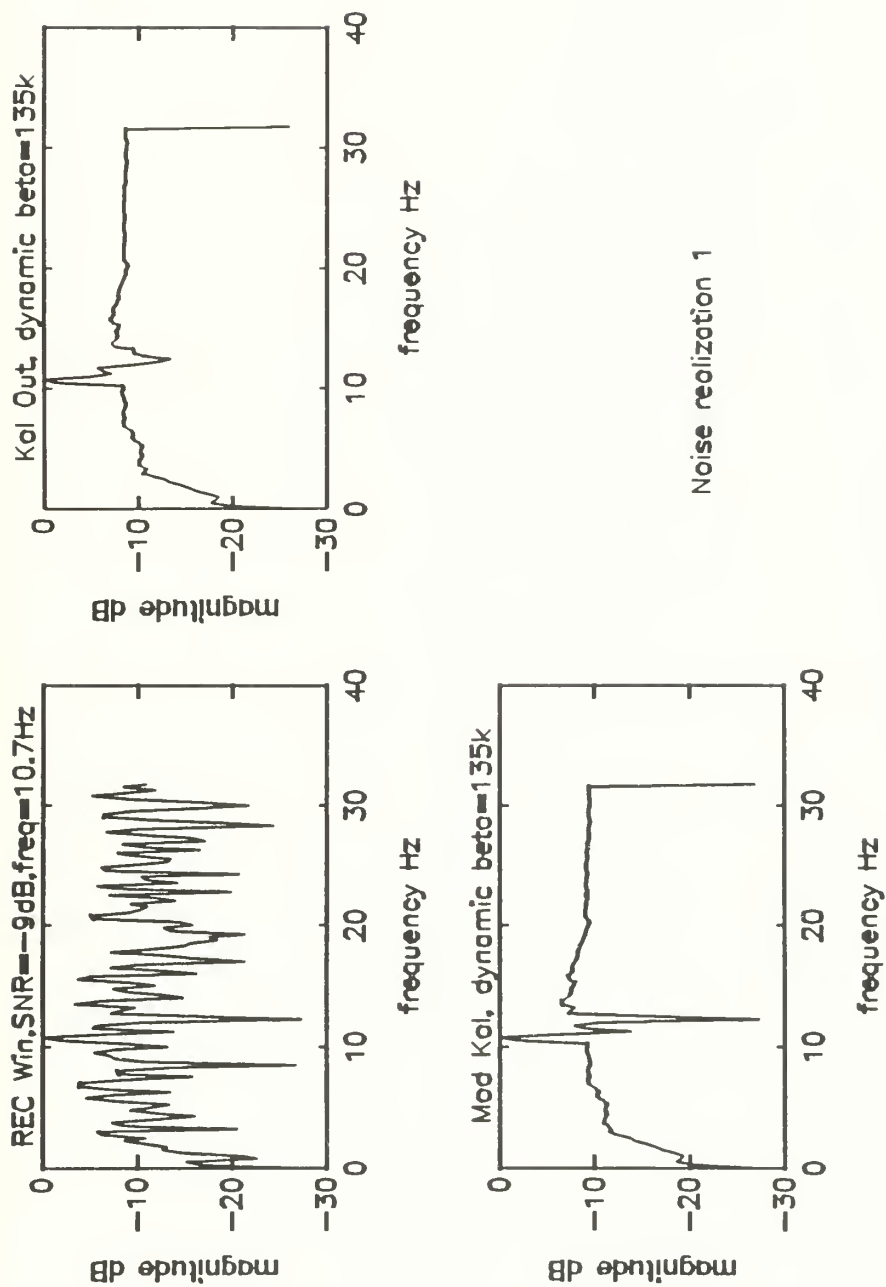 REC Win,SNR=-9dB,freq=10.7Hz
magnitude dB
0
-10
-20
-30
0 10 20 30 40
frequency Hz
Kal Out, dynamic beta=135k
magnitude dB
0
-10
-20
-30
0 10 20 30 40
frequency Hz
Mod Kal, dynamic beta=135k
magnitude dB
0
-10
-20
-30
0 10 20 30 40
frequency Hz
Noise realization 1